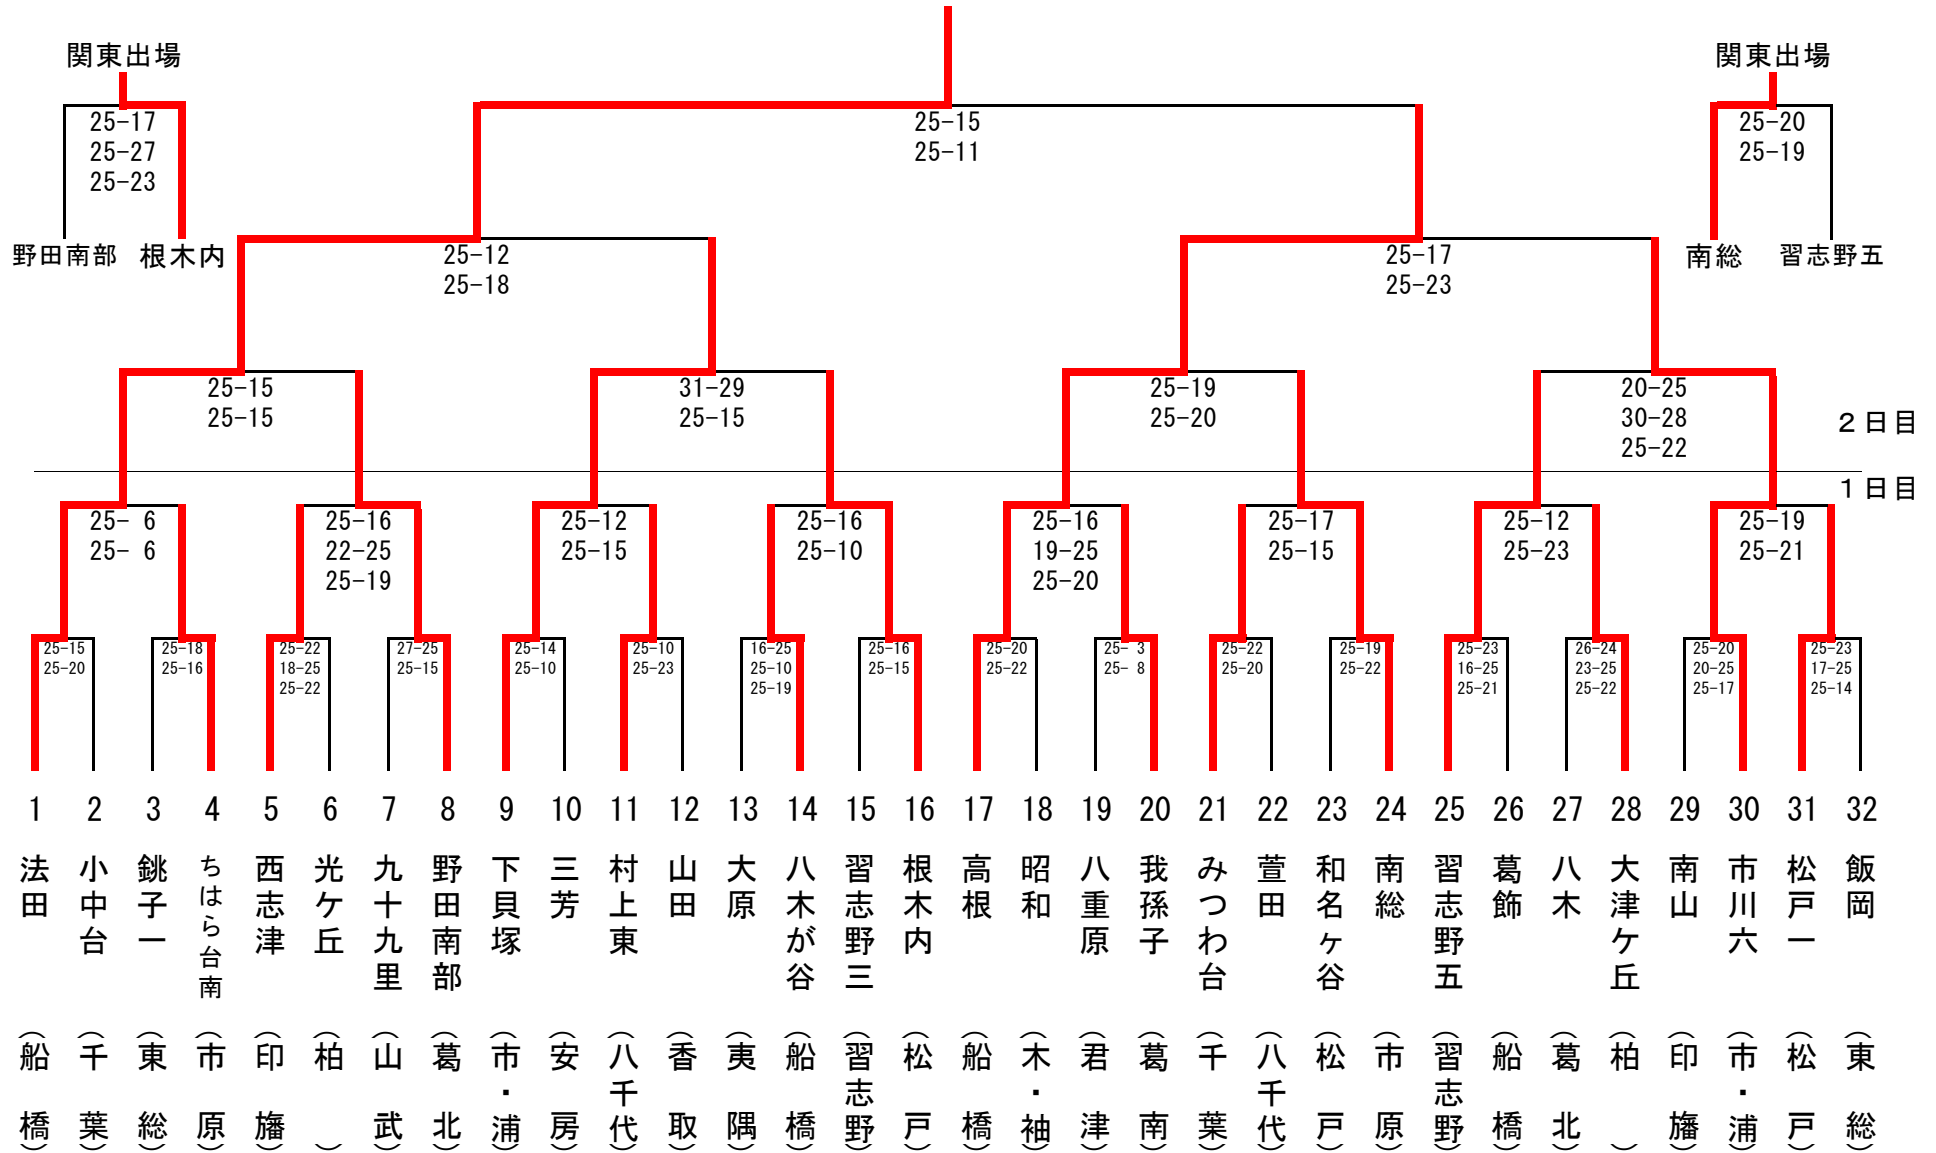 関東出場
関東出場
25-17
25-27
25-23
25-15
25-11
25-20
25-19
野田南部
根木内
25-12
25-18
25-17
25-23
南総
習志野五
25-15
25-15
31-29
25-15
25-19
25-20
20-25
30-28
25-22
2日目
1日目
25- 6
25- 6
25-16
22-25
25-19
25-12
25-15
25-16
25-10
25-16
19-25
25-20
25-17
25-15
25-12
25-23
25-19
25-21
25-15
25-20
25-18
25-16
25-22
18-25
25-22
27-25
25-15
25-14
25-10
25-10
25-23
16-25
25-10
25-19
25-16
25-15
25-20
25-22
25- 3
25- 8
25-22
25-20
25-19
25-22
25-23
16-25
25-21
26-24
23-25
25-22
25-20
20-25
25-17
25-23
17-25
25-14
1 法田 (船橋)
2 小中台 (千葉)
3 銚子一 (東総)
4 ちはら台南 (市原)
5 西志津 (印旛)
6 光ケ丘 (柏)
7 九十九里 (山武)
8 野田南部 (葛北)
9 下貝塚 (市・浦)
10 三芳 (安房)
11 村上東 (八千代)
12 山田 (香取)
13 大原 (夷隅)
14 八木が谷 (船橋)
15 習志野三 (習志野)
16 根木内 (松戸)
17 高根 (船橋)
18 昭和 (木・袖)
19 八重原 (君津)
20 我孫子 (葛南)
21 みつわ台 (千葉)
22 萱田 (八千代)
23 和名ヶ谷 (松戸)
24 南総 (市原)
25 習志野五 (習志野)
26 葛飾 (船橋)
27 八木 (葛北)
28 大津ケ丘 (柏)
29 南山 (印旛)
30 市川六 (市・浦)
31 松戸一 (松戸)
32 飯岡 (東総)